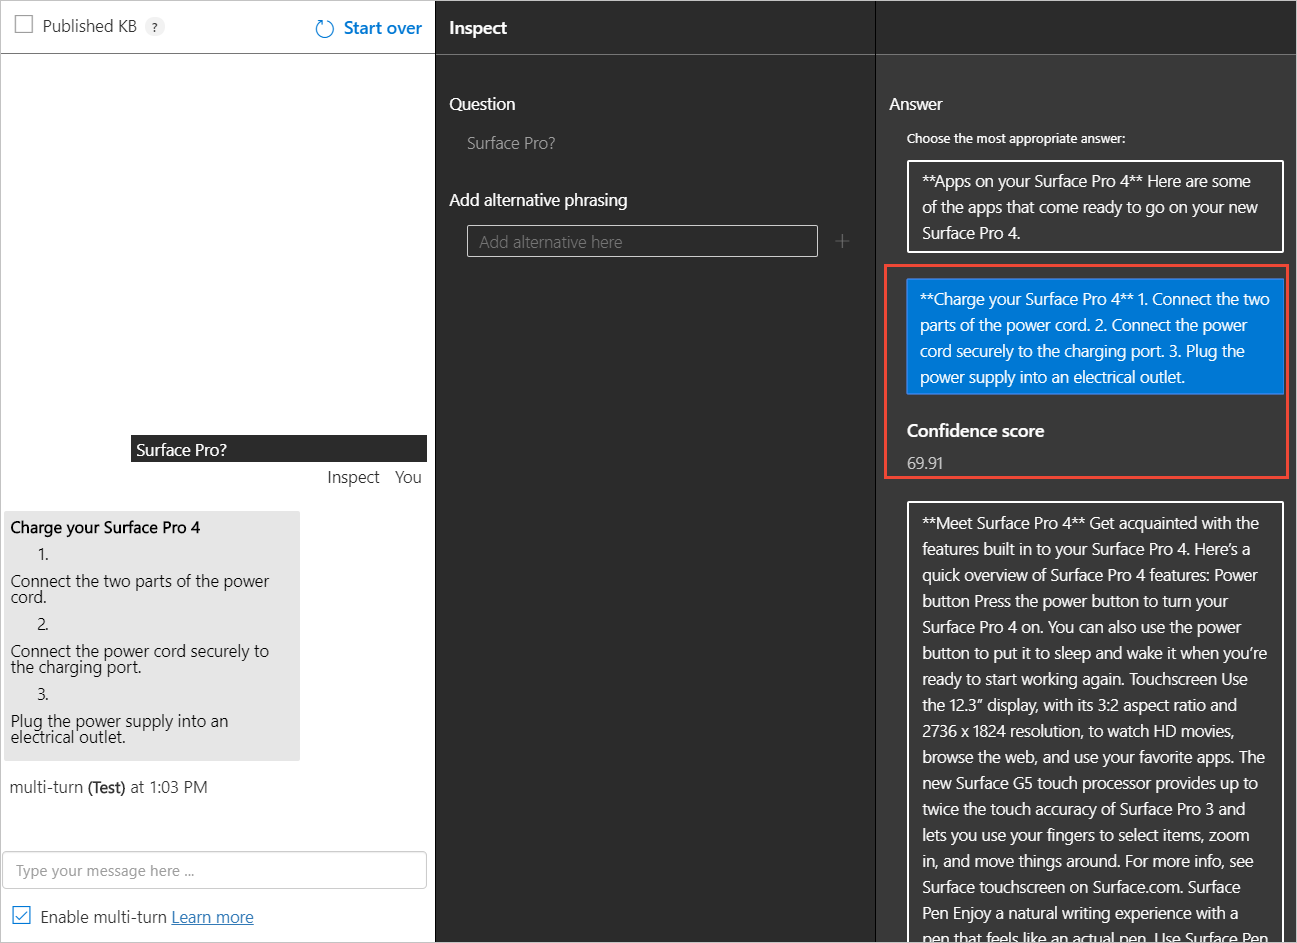 Published KB ?
Start over
Surface Pro?
Inspect You
Charge your Surface Pro 4
1.
Connect the two parts of the power
cord.
2.
Connect the power cord securely to
the charging port.
3.
Plug the power supply into an
electrical outlet.
multi-turn (Test) at 1:03 PM
Type your message here ...
Enable multi-turn Learn more
Inspect
Question
Surface Pro?
Add alternative phrasing
Add alternative here
Answer
Choose the most appropriate answer:
**Apps on your Surface Pro 4** Here are some
of the apps that come ready to go on your new
Surface Pro 4.
**Charge your Surface Pro 4** 1. Connect the two
parts of the power cord. 2. Connect the power
cord securely to the charging port. 3. Plug the
power supply into an electrical outlet.
Confidence score
69.91
**Meet Surface Pro 4** Get acquainted with the
features built in to your Surface Pro 4. Here’s a
quick overview of Surface Pro 4 features: Power
button Press the power button to turn your
Surface Pro 4 on. You can also use the power
button to put it to sleep and wake it when you’re
ready to start working again. Touchscreen Use
the 12.3” display, with its 3:2 aspect ratio and
2736 x 1824 resolution, to watch HD movies,
browse the web, and use your favorite apps. The
new Surface G5 touch processor provides up to
twice the touch accuracy of Surface Pro 3 and
lets you use your fingers to select items, zoom
in, and move things around. For more info, see
Surface touchscreen on Surface.com. Surface
Pen Enjoy a natural writing experience with a
pen that feels like an actual pen. Use Surface Pen